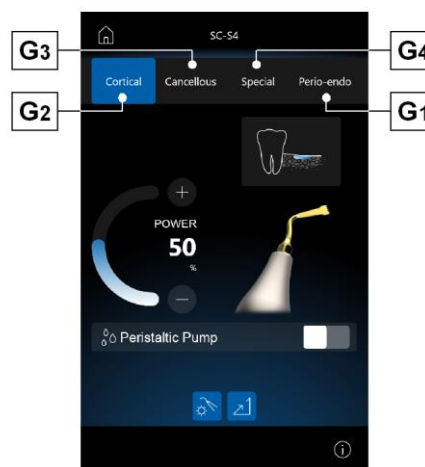 SC-S4
G3
G4
Cortical Cancellous Special Perio-endo
G2
G1
+
POWER
50
%
−
Peristaltic Pump
i